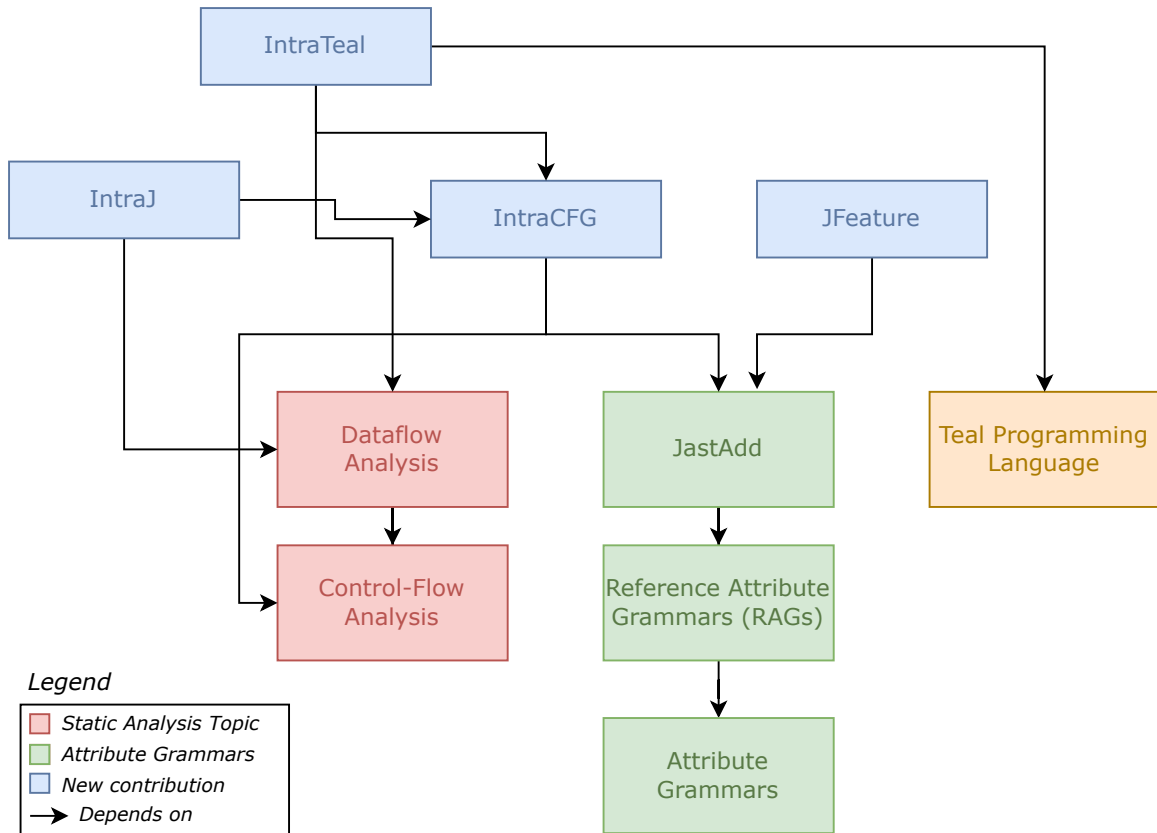 IntraTeal
IntraJ
IntraCFG
JFeature
Dataflow
Analysis
JastAdd
Teal Programming
Language
Control-Flow
Analysis
Reference Attribute
Grammars (RAGs)
Attribute
Grammars
Legend
Static Analysis Topic
Attribute Grammars
New contribution
Depends on